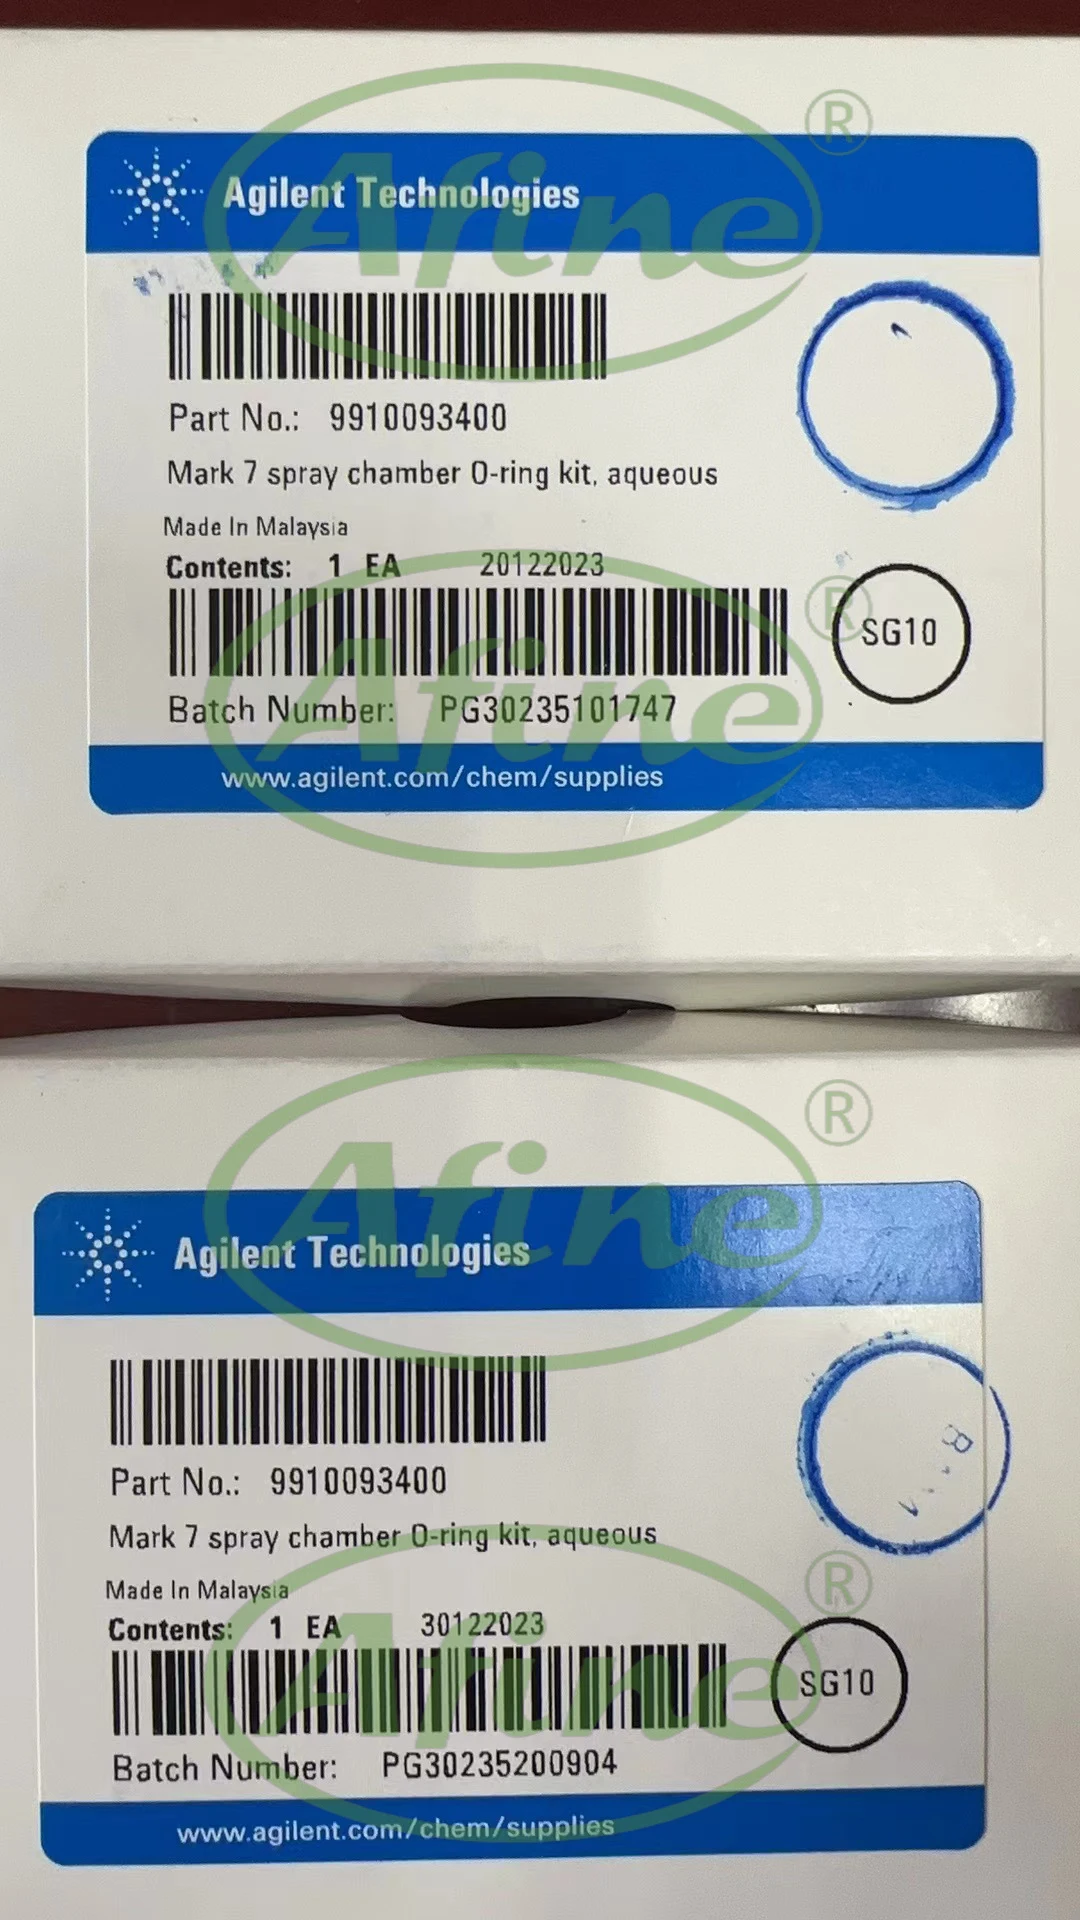 Afine ®
Agilent Technologies
Part No.: 9910093400
Mark 7 spray chamber O-ring kit, aqueous
Made In Malaysia
Contents: 1 EA 20122023
Afine ®
SG10
Batch Number: PG30235101747
www.agilent.com/chem/supplies
Afine ®
Agilent Technologies
Part No.: 9910093400
Mark 7 spray chamber O-ring kit, aqueous
Made In Malaysia
Contents: 1 EA 30122023
Afine ®
SG10
Batch Number: PG30235200904
www.agilent.com/chem/supplies